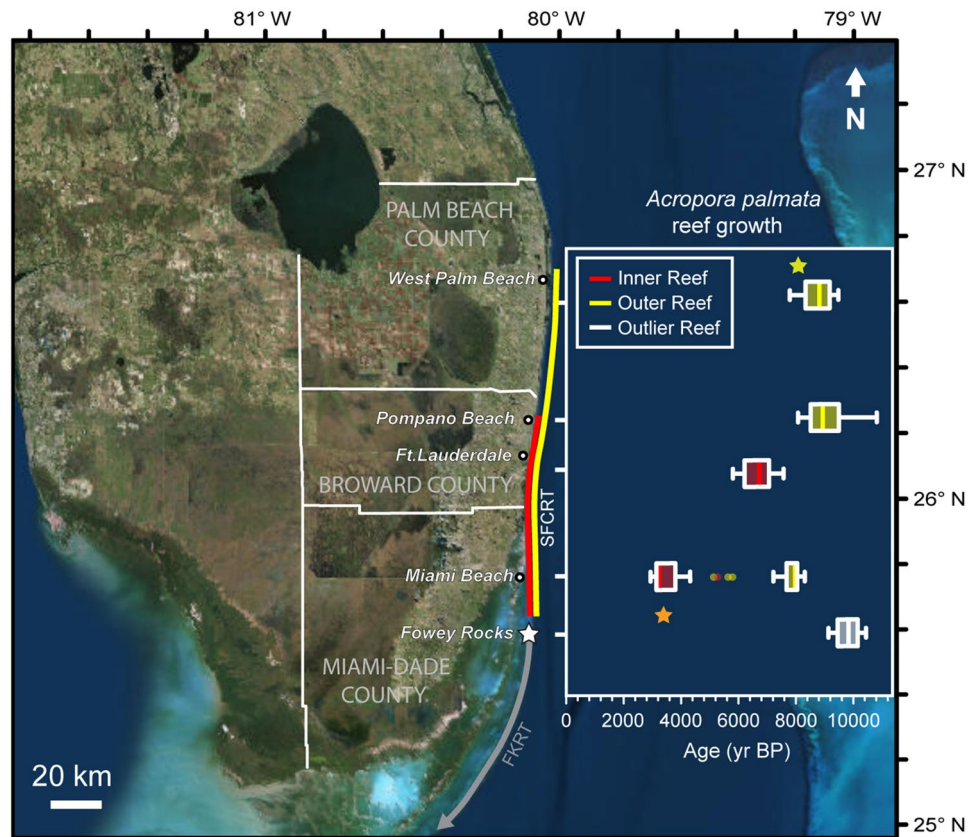 81° W
80° W
79° W
N
27° N
Acropora palmata
reef growth
PALM BEACH
COUNTY
West Palm Beach
Inner Reef
Outer Reef
Outlier Reef
Pompano Beach
Ft.Lauderdale
BROWARD COUNTY
SFCRT
26° N
Miami Beach
Fowey Rocks
MIAMI-DADE
COUNTY
FKRT
0 2000 4000 6000 8000 10000
Age (yr BP)
20 km
25° N